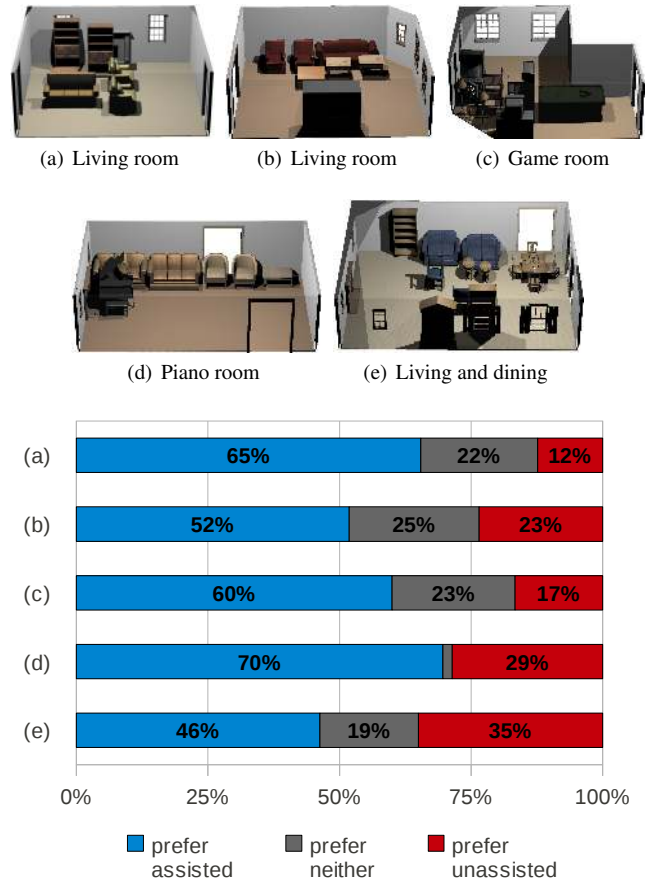 (a) Living room
(b) Living room
(c) Game room
(d) Piano room
(e) Living and dining
(a) 65% 22% 12%
(b) 52% 25% 23%
(c) 60% 23% 17%
(d) 70% 29%
(e) 46% 19% 35%
0% 25% 50% 75% 100%
prefer assisted
prefer neither
prefer unassisted